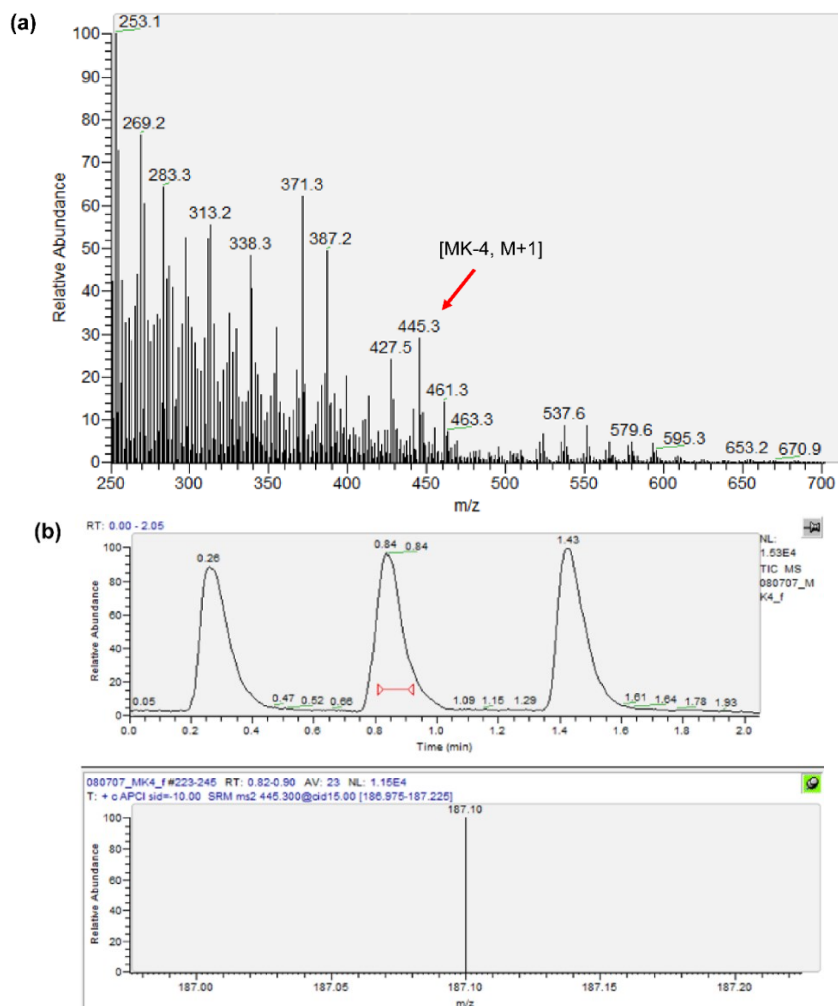 (a)
253.1
269.2
283.3
313.2
338.3
371.3
387.2
427.5
445.3
461.3
463.3
537.6
579.6
595.3
653.2
670.9
[MK-4, M+1]
Relative Abundance
100
90
80
70
60
50
40
30
20
10
0
250 300 350 400 450 500 550 600 650 700
m/z
(b)
RT: 0.00 - 2.05
NL:
1.53E4
TIC MS
080707_M
K4_f
0.26
0.84 0.84
1.43
0.05 0.47 0.52 0.66 1.09 1.15 1.29 1.61 1.64 1.78 1.93
Relative Abundance
100
80
60
40
20
0
0.0 0.2 0.4 0.6 0.8 1.0 1.2 1.4 1.6 1.8 2.0
Time (min)
080707_MK4_f #223-245 RT: 0.82-0.90 AV: 23 NL: 1.15E4
T: + c APCI sid=-10.00 SRM ms2 445.300@cid15.00 [186.975-187.225]
187.10
Relative Abundance
100
80
60
40
20
0
187.00 187.05 187.10 187.15 187.20
m/z